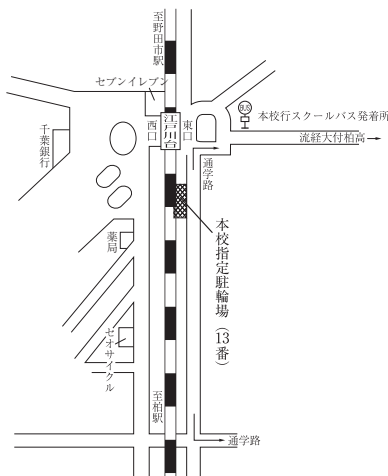 至野田市駅
セブンイレブン
BUS
本校行スクールバス発着所
江戸川台
西口
東口
流経大付柏高
千葉銀行
通学路
本校指定駐輪場(13番)
薬局
セオサイクル
至柏駅
通学路